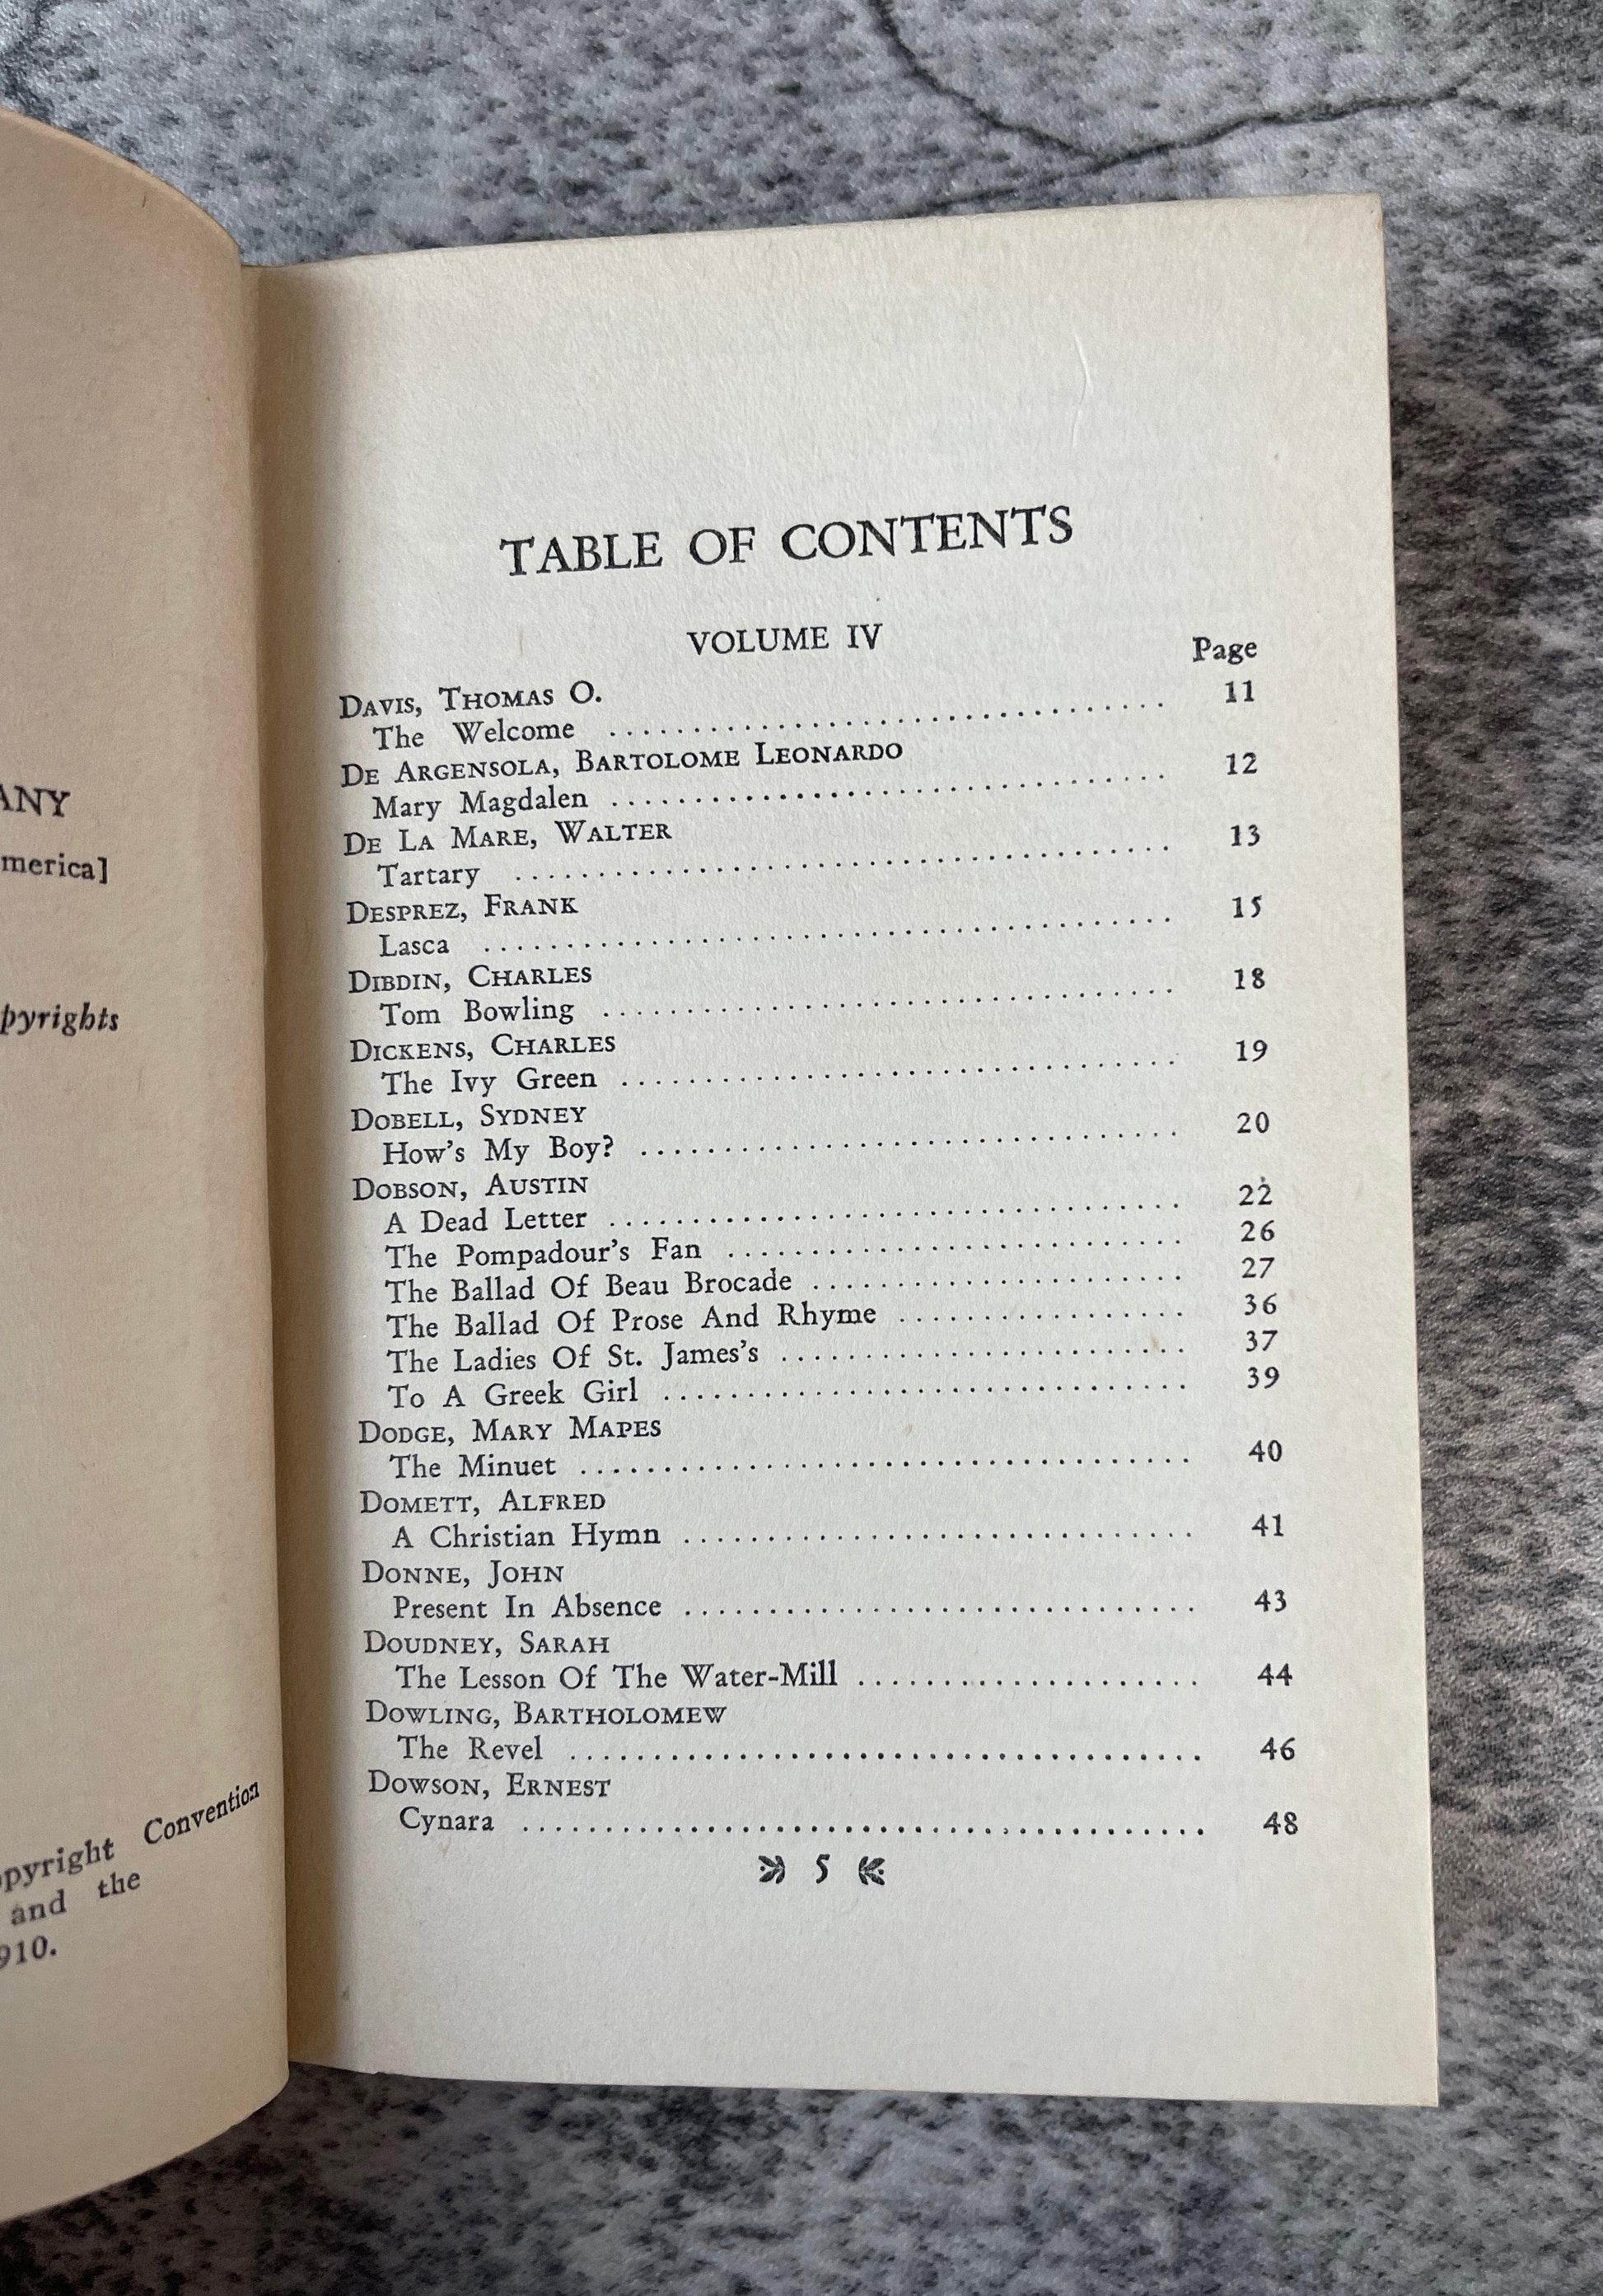 ANY
merica]
pyrights
opyright Convention
and the
910.
TABLE OF CONTENTS
VOLUME IV
Page
DAVIS, THOMAS O.
The Welcome ........................................ 11
DE ARGENSOLA, BARTOLOME LEONARDO
Mary Magdalen ........................................ 12
DE LA MARE, WALTER
Tartary ........................................ 13
DESPREZ, FRANK
Lasca ........................................ 15
DIBDIN, CHARLES
Tom Bowling ........................................ 18
DICKENS, CHARLES
The Ivy Green ........................................ 19
DOBELL, SYDNEY
How's My Boy? ........................................ 20
DOBSON, AUSTIN
A Dead Letter ........................................ 22
The Pompadour's Fan ........................................ 26
The Ballad Of Beau Brocade ........................................ 27
The Ballad Of Prose And Rhyme ........................................ 36
The Ladies Of St. James's ........................................ 37
To A Greek Girl ........................................ 39
DODGE, MARY MAPES
The Minuet ........................................ 40
DOMETT, ALFRED
A Christian Hymn ........................................ 41
DONNE, JOHN
Present In Absence ........................................ 43
DOUDNEY, SARAH
The Lesson Of The Water-Mill ........................................ 44
DOWLING, BARTHOLOMEW
The Revel ........................................ 46
DOWSON, ERNEST
Cynara ........................................ 48
5